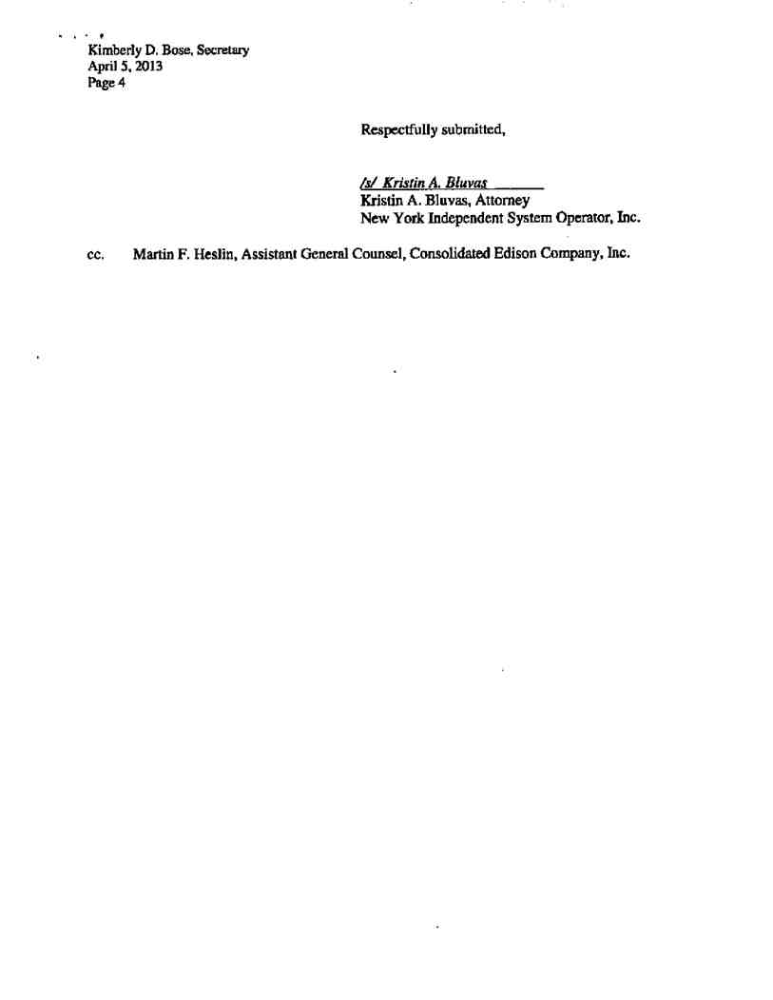 Kimberly D. Bose, Secretary
April 5, 2013
Page 4
Respectfully submitted,
/s/ Kristin A. Bluvas
Kristin A. Bluvas, Attorney
New York Independent System Operator, Inc.
cc. Martin F. Heslin, Assistant General Counsel, Consolidated Edison Company, Inc.